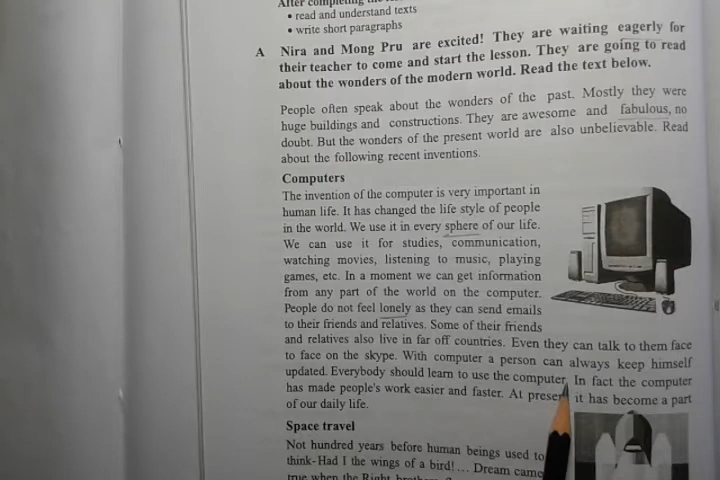 After completing the
• read and understand texts
• write short paragraphs
A Nira and Mong Pru are excited! They are waiting eagerly for
their teacher to come and start the lesson. They are going to read
about the wonders of the modern world. Read the text below.
People often speak about the wonders of the past. Mostly they were
huge buildings and constructions. They are awesome and fabulous, no
doubt. But the wonders of the present world are also unbelievable. Read
about the following recent inventions.
Computers
The invention of the computer is very important in
human life. It has changed the life style of people
in the world. We use it in every sphere of our life.
We can use it for studies, communication,
watching movies, listening to music, playing
games, etc. In a moment we can get information
from any part of the world on the computer.
People do not feel lonely as they can send emails
to their friends and relatives. Some of their friends
and relatives also live in far off countries. Even they can talk to them face
to face on the skype. With computer a person can always keep himself
updated. Everybody should learn to use the computer. In fact the computer
has made people's work easier and faster. At present it has become a part
of our daily life.
Space travel
Not hundred years before human beings used to
think-Had I the wings of a bird!... Dream came
true when the Right